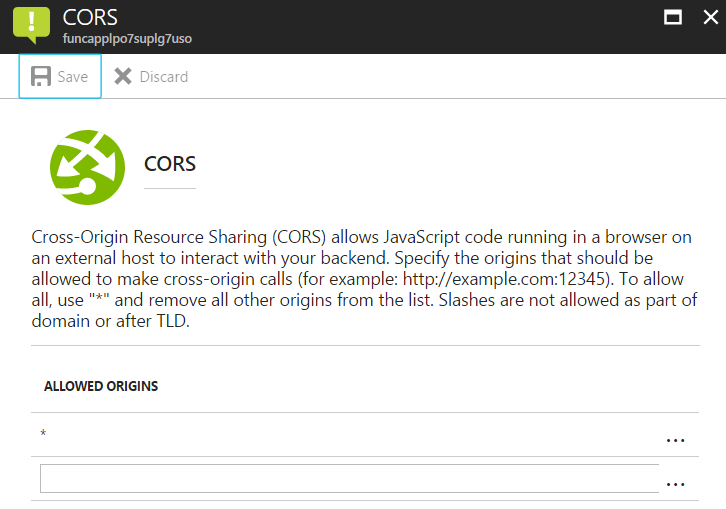 CORS
funcapplpo7suplg7uso
Save
Discard
CORS
Cross-Origin Resource Sharing (CORS) allows JavaScript code running in a browser on
an external host to interact with your backend. Specify the origins that should be
allowed to make cross-origin calls (for example: http://example.com:12345). To allow
all, use "*" and remove all other origins from the list. Slashes are not allowed as part of
domain or after TLD.
ALLOWED ORIGINS
*
...
...